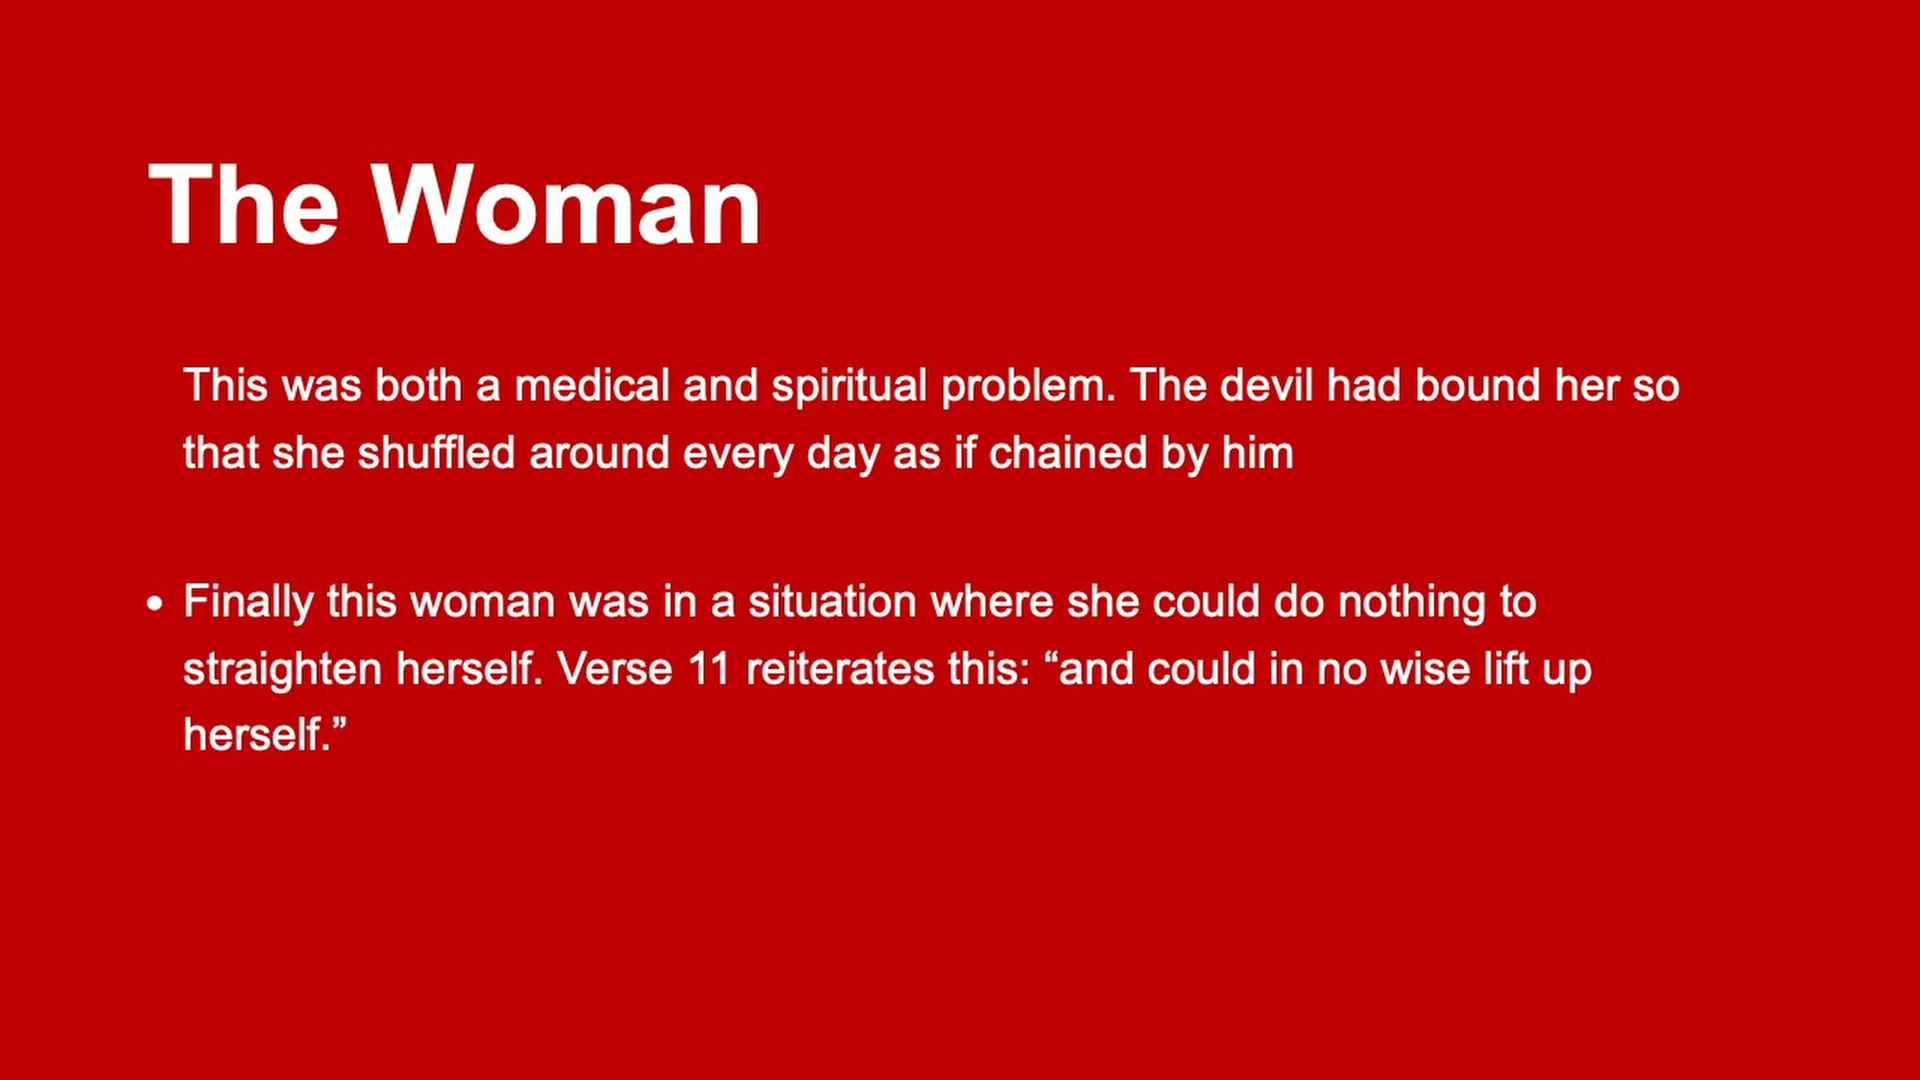 The Woman
This was both a medical and spiritual problem. The devil had bound her so
that she shuffled around every day as if chained by him
• Finally this woman was in a situation where she could do nothing to
straighten herself. Verse 11 reiterates this: “and could in no wise lift up
herself.”